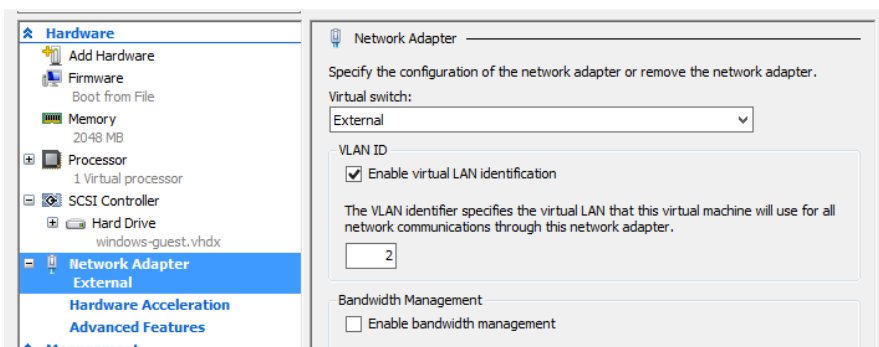 Hardware
Add Hardware
Firmware
Boot from File
Memory
2048 MB
Processor
1 Virtual processor
SCSI Controller
Hard Drive
windows-guest.vhdx
Network Adapter
External
Hardware Acceleration
Advanced Features
Network Adapter
Specify the configuration of the network adapter or remove the network adapter.
Virtual switch:
External
VLAN ID
Enable virtual LAN identification
The VLAN identifier specifies the virtual LAN that this virtual machine will use for all
network communications through this network adapter.
2
Bandwidth Management
Enable bandwidth management